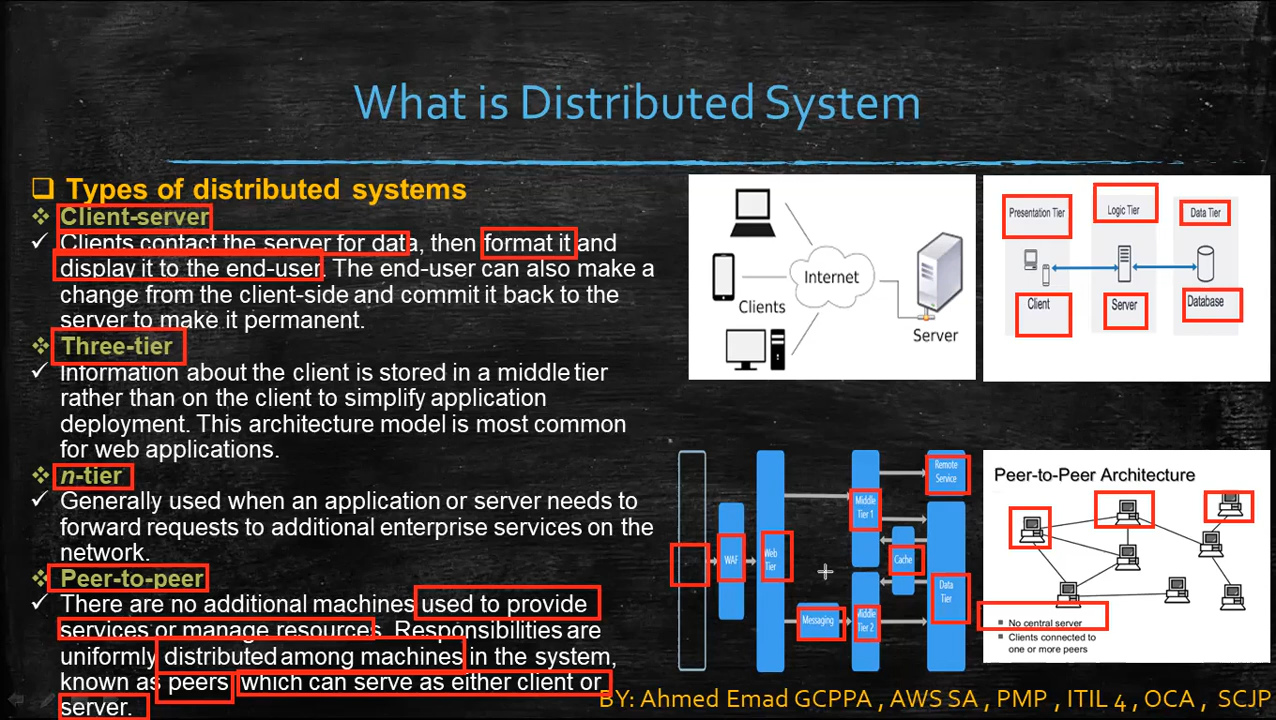 What is Distributed System
Types of distributed systems
Client-server
Clients contact the server for data, then format it and
display it to the end-user. The end-user can also make a
change from the client-side and commit it back to the
server to make it permanent.
Three-tier
Information about the client is stored in a middle tier
rather than on the client to simplify application
deployment. This architecture model is most common
for web applications.
n-tier
Generally used when an application or server needs to
forward requests to additional enterprise services on the
network.
Peer-to-peer
There are no additional machines used to provide
services or manage resources. Responsibilities are
uniformly distributed among machines in the system,
known as peers which can serve as either client or
server.
Internet
Clients
Server
Presentation Tier
Logic Tier
Data Tier
Client
Server
Database
WAF
Web
Tier
Messaging
Middle
Tier 1
Middle
Tier 2
Cache
Remote
Service
Data
Tier
Peer-to-Peer Architecture
No central server
Clients connected to
one or more peers
BY: Ahmed Emad GCPPA , AWS SA , PMP , ITIL 4 , OCA , SCJP